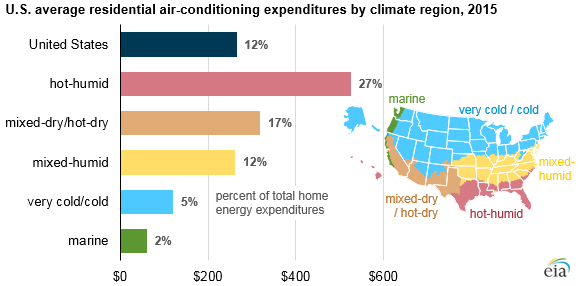 U.S. average residential air-conditioning expenditures by climate region, 2015
United States
12%
hot-humid
27%
mixed-dry/hot-dry
17%
mixed-humid
12%
very cold/cold
5%
marine
2%
percent of total home
energy expenditures
$0
$200
$400
$600
marine
very cold / cold
mixed-
humid
mixed-dry
/ hot-dry
hot-humid
eia